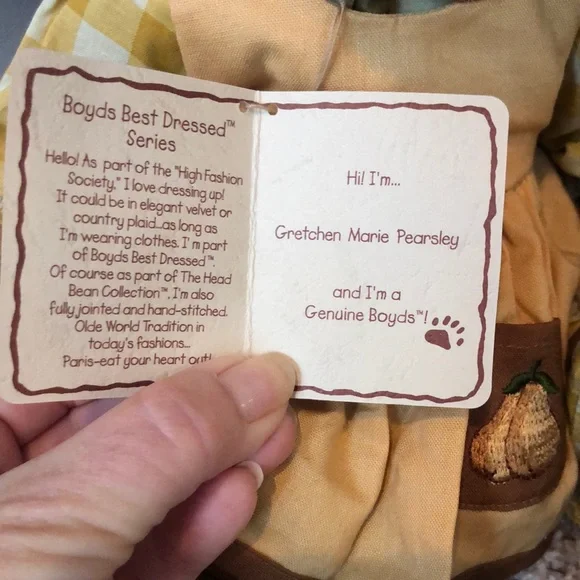 Boyds Best Dressed™
Series
Hello! As part of the "High Fashion
Society," I love dressing up!
It could be in elegant velvet or
country plaid...as long as
I'm wearing clothes. I'm part
of Boyds Best Dressed™.
Of course as part of The Head
Bean Collection™, I'm also
fully jointed and hand-stitched.
Olde World Tradition in
today's fashions...
Paris-eat your heart out!
Hi! I'm...
Gretchen Marie Pearsley
and I'm a
Genuine Boyds™!